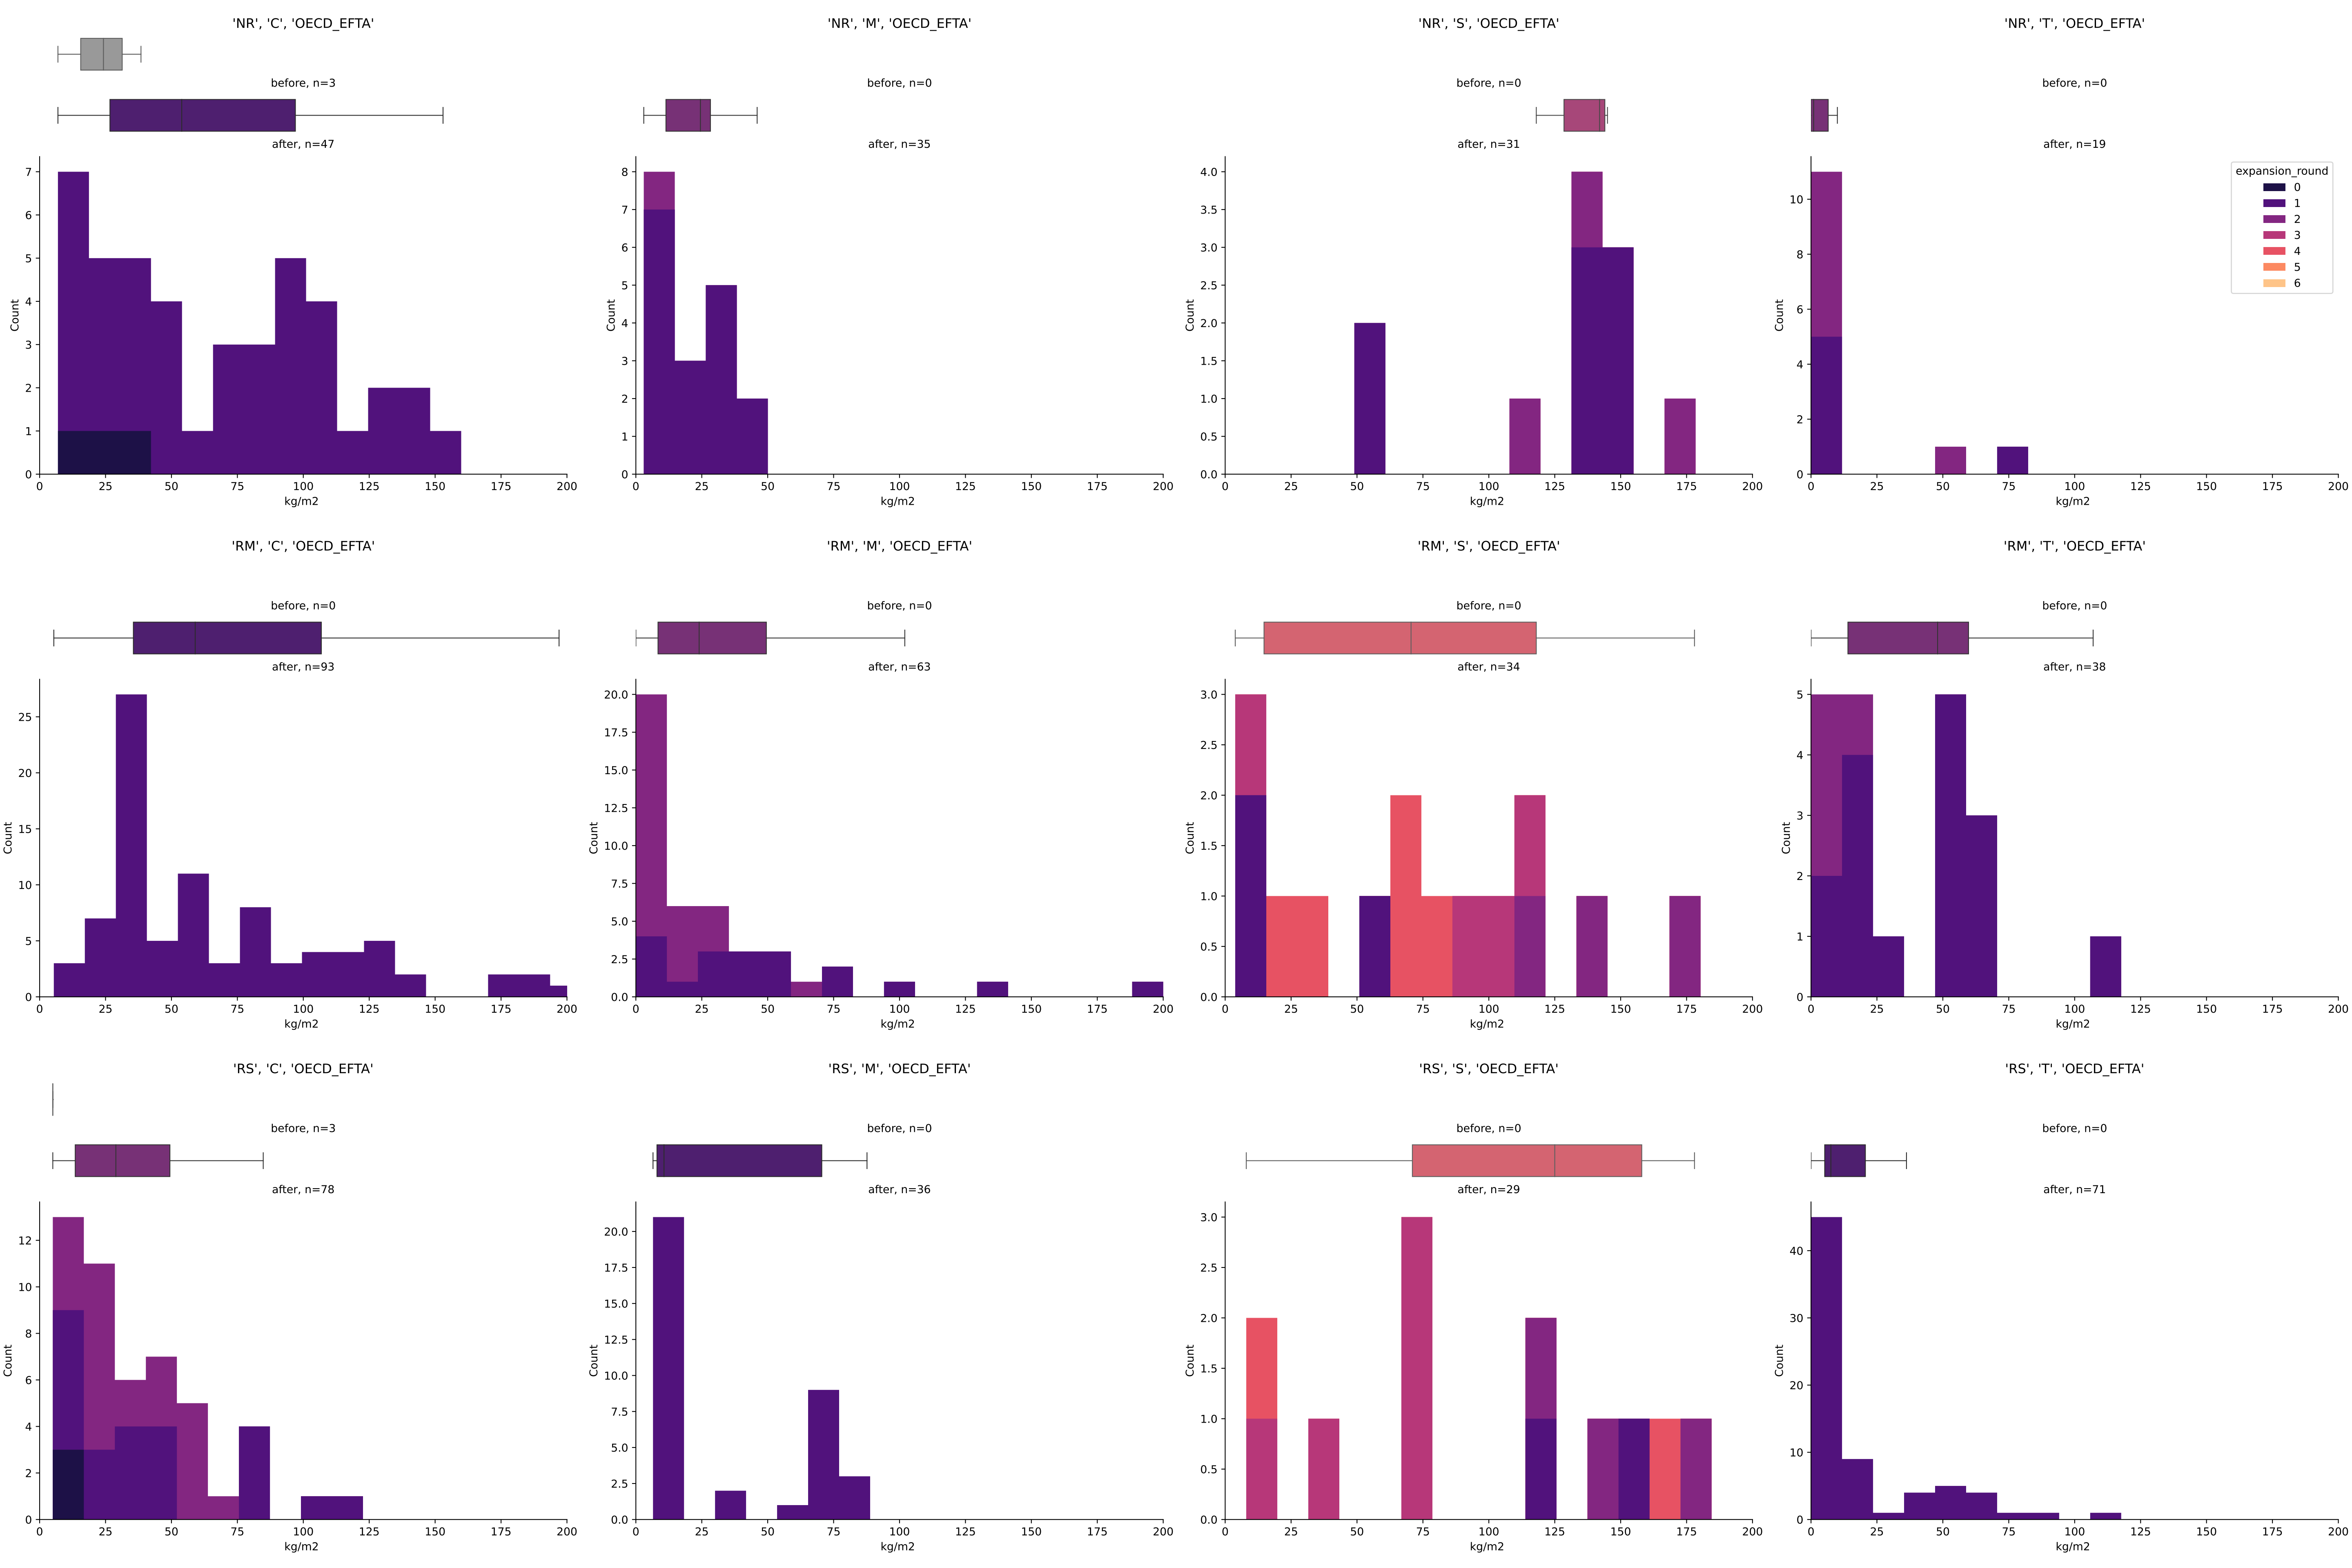 'NR', 'C', 'OECD_EFTA'
before, n=3
after, n=47
Count
7
6
5
4
3
2
1
0
0 25 50 75 100 125 150 175 200
kg/m2
'NR', 'M', 'OECD_EFTA'
before, n=0
after, n=35
Count
8
7
6
5
4
3
2
1
0
0 25 50 75 100 125 150 175 200
kg/m2
'NR', 'S', 'OECD_EFTA'
before, n=0
after, n=31
Count
4.0
3.5
3.0
2.5
2.0
1.5
1.0
0.5
0.0
0 25 50 75 100 125 150 175 200
kg/m2
'NR', 'T', 'OECD_EFTA'
before, n=0
after, n=19
expansion_round
0
1
2
3
4
5
6
Count
10
8
6
4
2
0
0 25 50 75 100 125 150 175 200
kg/m2
'RM', 'C', 'OECD_EFTA'
before, n=0
after, n=93
Count
25
20
15
10
5
0
0 25 50 75 100 125 150 175 200
kg/m2
'RM', 'M', 'OECD_EFTA'
before, n=0
after, n=63
Count
20.0
17.5
15.0
12.5
10.0
7.5
5.0
2.5
0.0
0 25 50 75 100 125 150 175 200
kg/m2
'RM', 'S', 'OECD_EFTA'
before, n=0
after, n=34
Count
3.0
2.5
2.0
1.5
1.0
0.5
0.0
0 25 50 75 100 125 150 175 200
kg/m2
'RM', 'T', 'OECD_EFTA'
before, n=0
after, n=38
Count
5
4
3
2
1
0
0 25 50 75 100 125 150 175 200
kg/m2
'RS', 'C', 'OECD_EFTA'
before, n=3
after, n=78
Count
12
10
8
6
4
2
0
0 25 50 75 100 125 150 175 200
kg/m2
'RS', 'M', 'OECD_EFTA'
before, n=0
after, n=36
Count
20.0
17.5
15.0
12.5
10.0
7.5
5.0
2.5
0.0
0 25 50 75 100 125 150 175 200
kg/m2
'RS', 'S', 'OECD_EFTA'
before, n=0
after, n=29
Count
3.0
2.5
2.0
1.5
1.0
0.5
0.0
0 25 50 75 100 125 150 175 200
kg/m2
'RS', 'T', 'OECD_EFTA'
before, n=0
after, n=71
Count
40
30
20
10
0
0 25 50 75 100 125 150 175 200
kg/m2